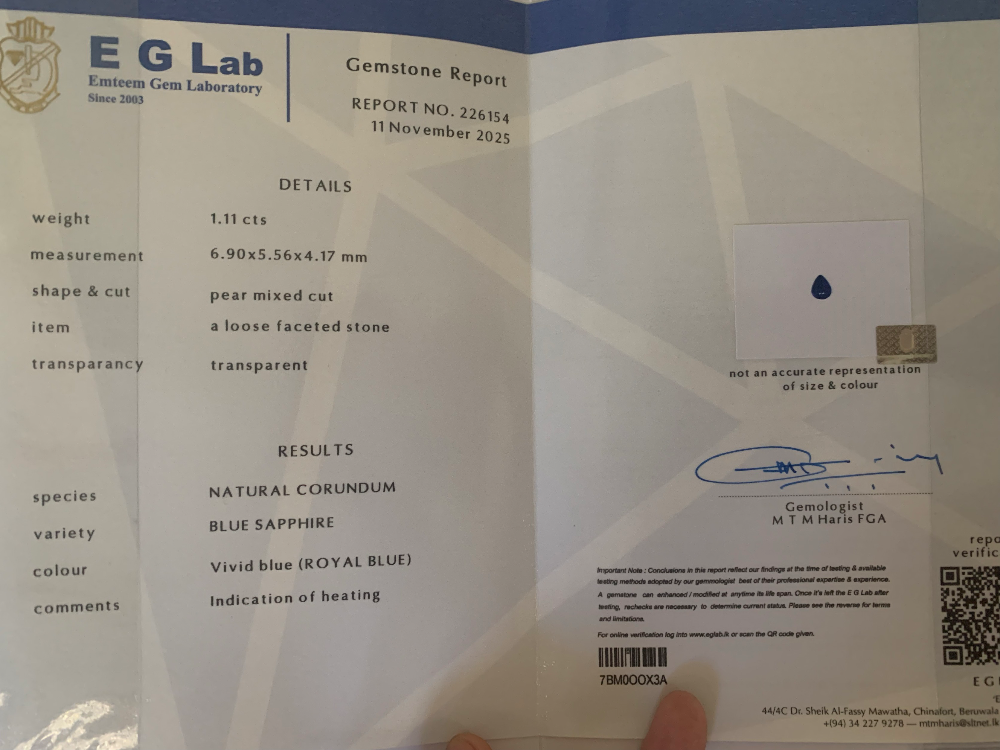 E G Lab
Emteem Gem Laboratory
Since 2003
Gemstone Report
REPORT NO. 226154
11 November 2025
DETAILS
weight 1.11 cts
measurement 6.90x5.56x4.17 mm
shape & cut pear mixed cut
item a loose faceted stone
transparancy transparent
RESULTS
species NATURAL CORUNDUM
variety BLUE SAPPHIRE
colour Vivid blue (ROYAL BLUE)
comments Indication of heating
not an accurate representation
of size & colour
Gemologist
M T M Haris FGA
Important Note : Conclusions in this report reflect our findings at the time of testing & available
testing methods adopted by our gemmologist best of their professional expertise & experience.
A gemstone can enhanced / modified at anytime its life span. Once it's left the E G Lab after
testing, rechecks are necessary to determine current status. Please see the reverse for terms
and limitations.
For online verification log into www.eglab.lk or scan the QR code given.
7BM0OOX3A
repo
verific
E G
44/4C Dr. Sheik Al-Fassy Mawatha, Chinafort, Beruwala
+(94) 34 227 9278 — mtmharis@sltnet.lk